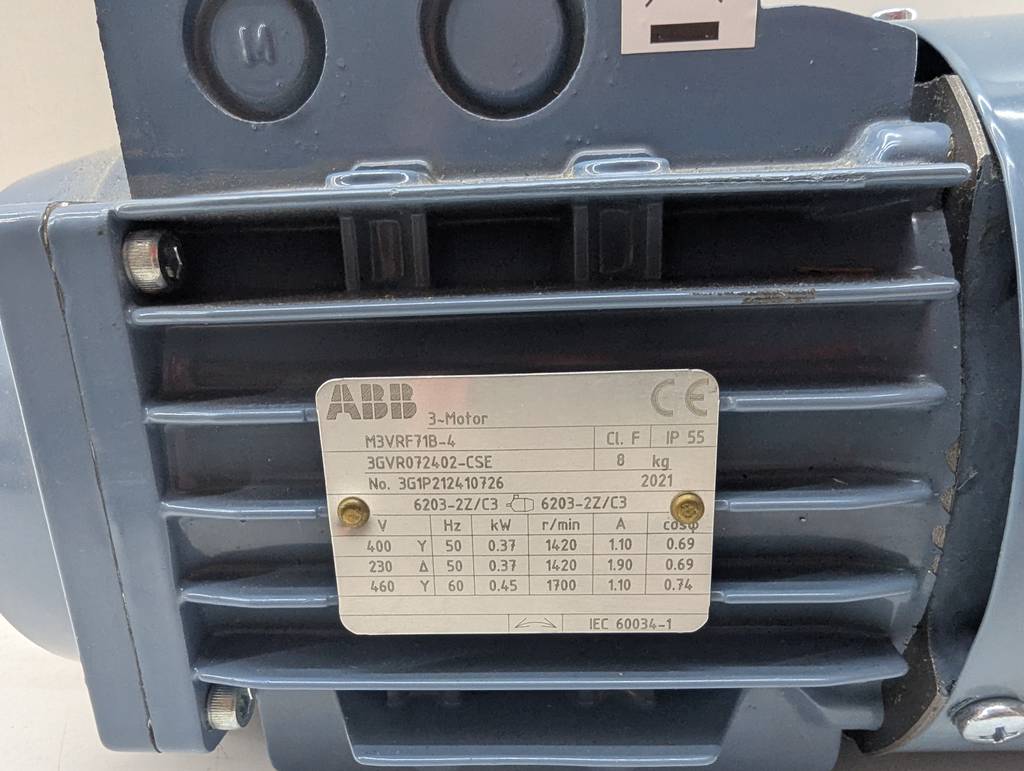 M
ABB
CE
3~Motor
M3VRF71B-4 Cl. F IP 55
3GVR072402-CSE 8 kg
No. 3G1P212410726 2021
6203-2Z/C3 6203-2Z/C3
V Hz kW r/min A cosφ
400 Y 50 0.37 1420 1.10 0.69
230 Δ 50 0.37 1420 1.90 0.69
460 Y 60 0.45 1700 1.10 0.74
IEC 60034-1